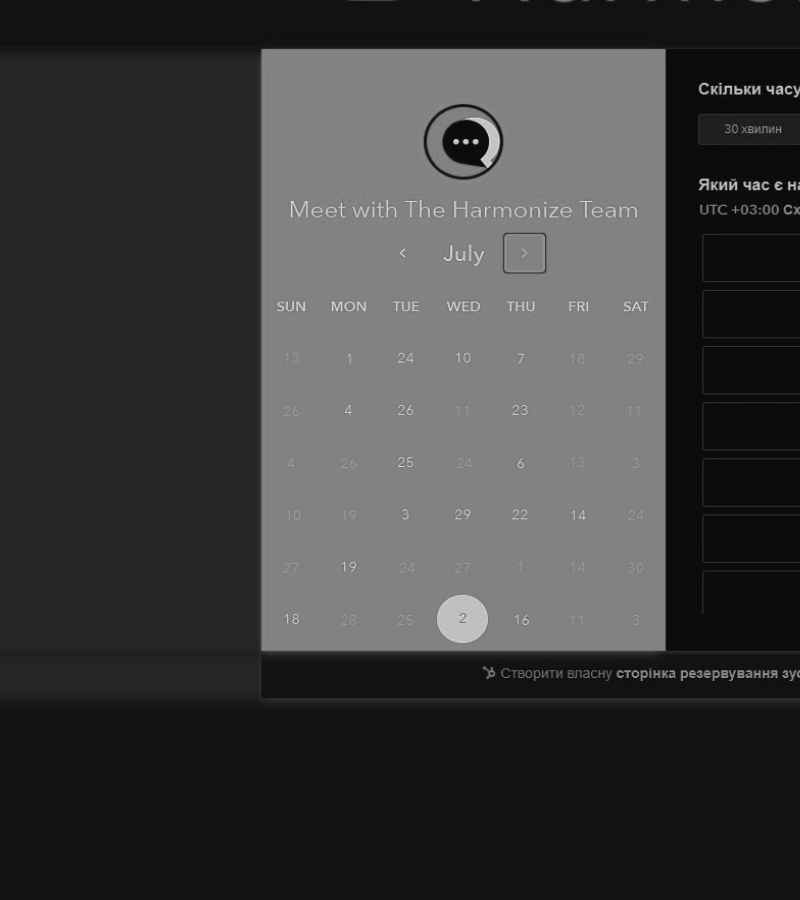 Meet with The Harmonize Team
July
SUN MON TUE WED THU FRI SAT
13 1 24 10 7 18 29
26 4 26 11 23 12 11
4 26 25 24 6 13 3
10 19 3 29 22 14 24
27 19 24 27 1 14 30
18 28 25 2 16 11 3
Скільки часу
30 хвилин
Який час є
UTC +03:00
Створити власну сторінка резервування